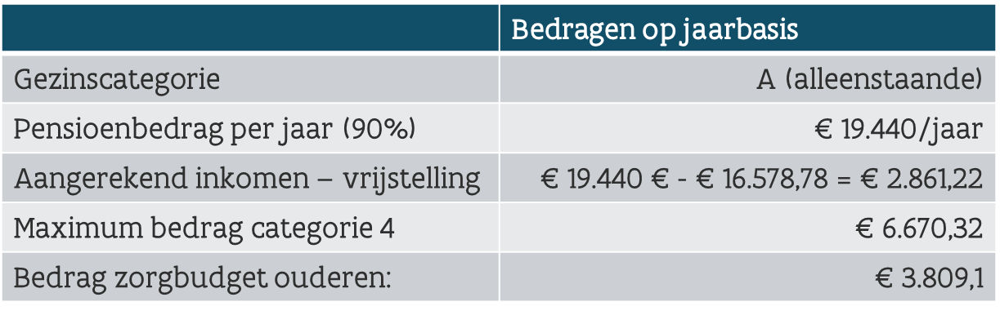 Bedragen op jaarbasis
Gezinscategorie A (alleenstaande)
Pensioenbedrag per jaar (90%) € 19.440/jaar
Aangerekend inkomen – vrijstelling € 19.440 € - € 16.578,78 = € 2.861,22
Maximum bedrag categorie 4 € 6.670,32
Bedrag zorgbudget ouderen: € 3.809,1